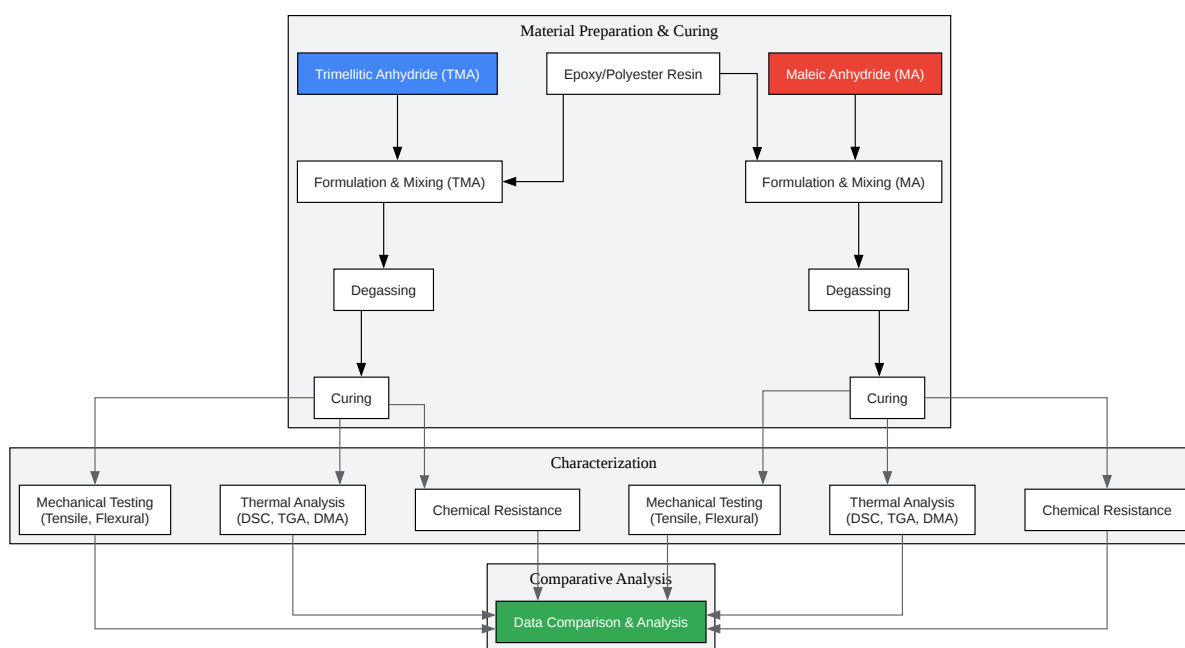 Material Preparation & Curing
Trimellitic Anhydride (TMA)
Epoxy/Polyester Resin
Maleic Anhydride (MA)
Formulation & Mixing (TMA)
Formulation & Mixing (MA)
Degassing
Degassing
Curing
Curing
Characterization
Mechanical Testing
(Tensile, Flexural)
Thermal Analysis
(DSC, TGA, DMA)
Chemical Resistance
Mechanical Testing
(Tensile, Flexural)
Thermal Analysis
(DSC, TGA, DMA)
Chemical Resistance
Comparative Analysis
Data Comparison & Analysis